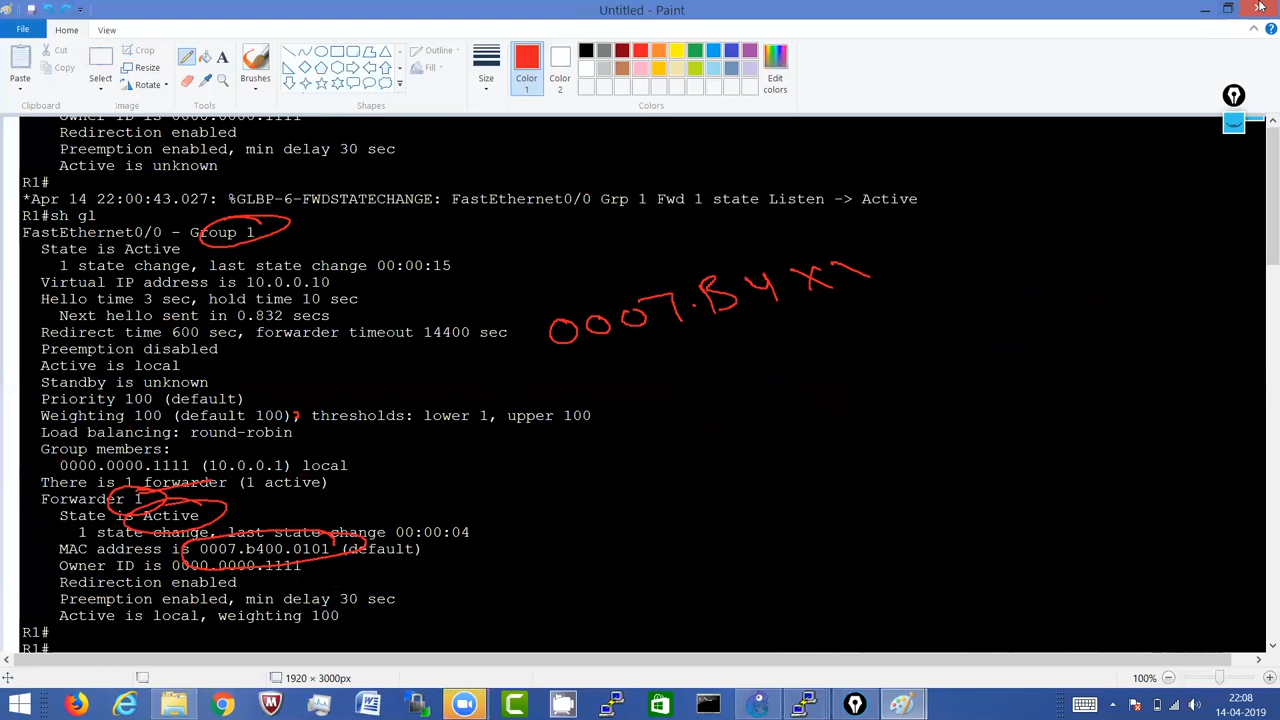 Untitled - Paint
File
Home
View
Paste
Cut
Copy
Clipboard
Select
Crop
Resize
Rotate
Image
A
Tools
Brushes
Outline
Fill
Shapes
Size
Color 1
Color 2
Edit colors
Colors
Owner ID is 0000.0000.1111
Redirection enabled
Preemption enabled, min delay 30 sec
Active is unknown
R1#
*Apr 14 22:00:43.027: %GLBP-6-FWDSTATECHANGE: FastEthernet0/0 Grp 1 Fwd 1 state Listen -> Active
R1#sh gl
FastEthernet0/0 - Group 1
State is Active
1 state change, last state change 00:00:15
Virtual IP address is 10.0.0.10
Hello time 3 sec, hold time 10 sec
Next hello sent in 0.832 secs
Redirect time 600 sec, forwarder timeout 14400 sec
Preemption disabled
Active is local
Standby is unknown
Priority 100 (default)
Weighting 100 (default 100), thresholds: lower 1, upper 100
Load balancing: round-robin
Group members:
0000.0000.1111 (10.0.0.1) local
There is 1 forwarder (1 active)
Forwarder 1
State is Active
1 state change, last state change 00:00:04
MAC address is 0007.b400.0101 (default)
Owner ID is 0000.0000.1111
Redirection enabled
Preemption enabled, min delay 30 sec
Active is local, weighting 100
R1#
R1#
0007.B4 X
1920 × 3000px
100%
22:08
14-04-2019